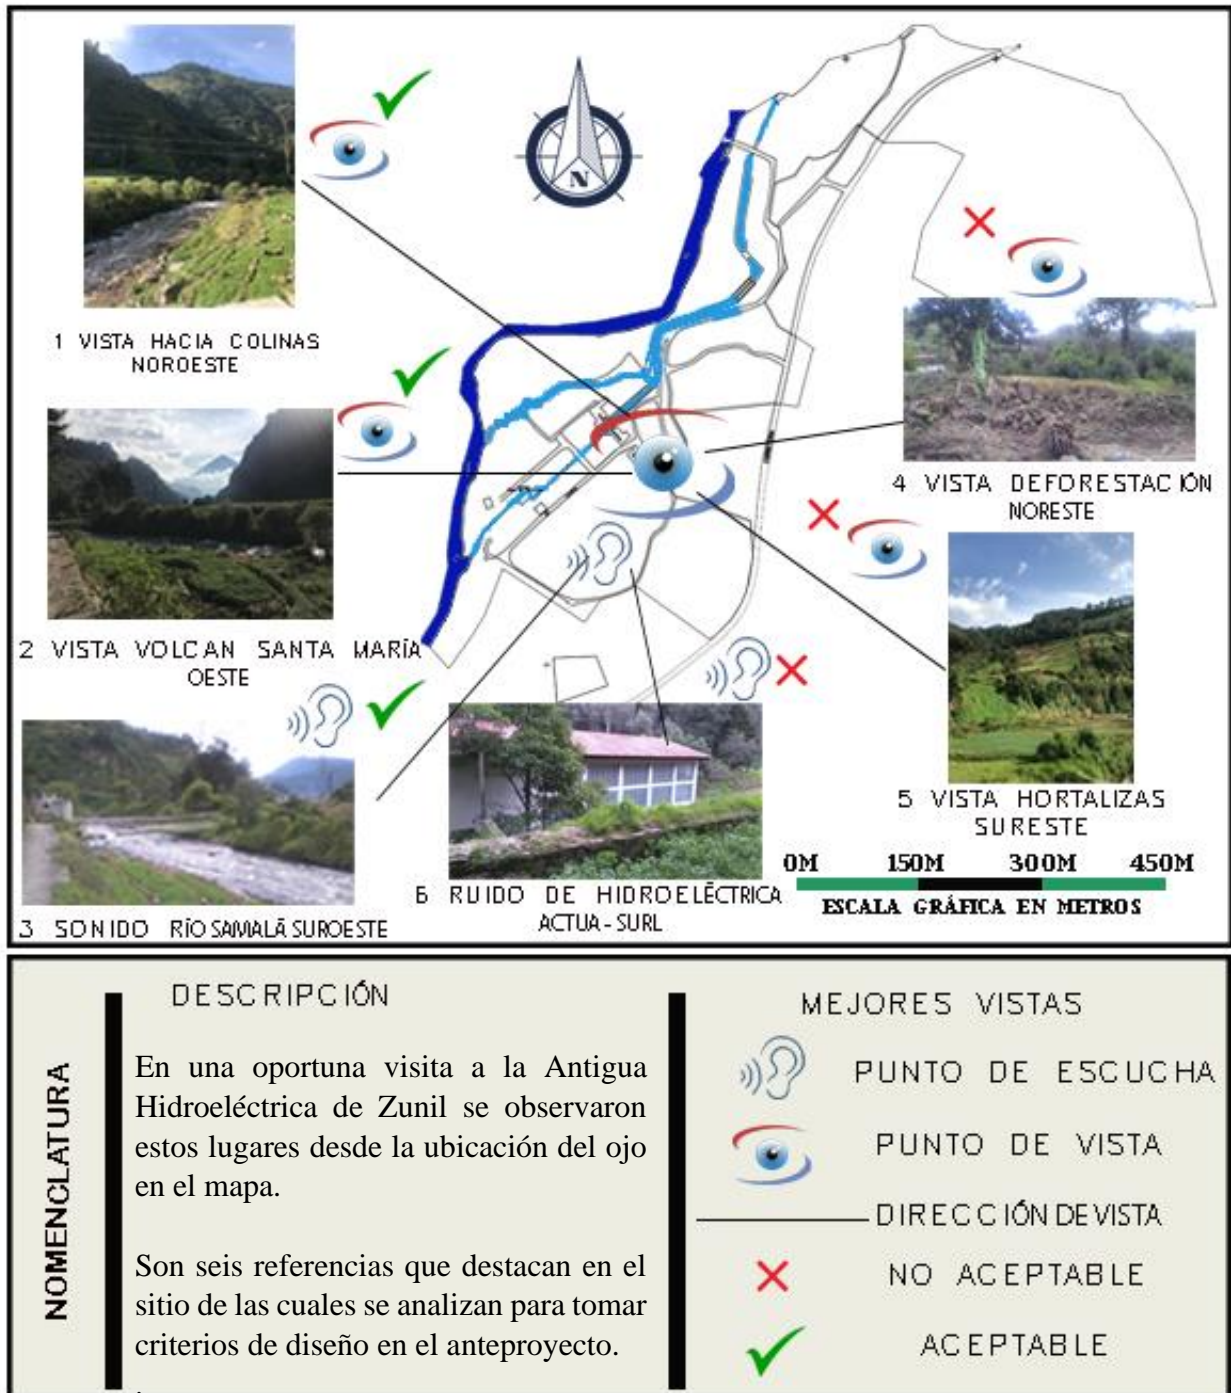 N
1 VISTA HACIA COLINAS
NOROESTE
2 VISTA VOLCAN SANTA MARÍA
OESTE
3 SONIDO RÍO SAMALÁ SUROESTE
4 VISTA DEFORESTACIÓN
NORESTE
5 VISTA HORTALIZAS
SURESTE
6 RUIDO DE HIDROELÉCTRICA
ACTUA - SURL
0M 150M 300M 450M
ESCALA GRÁFICA EN METROS
NOMENCLATURA
DESCRIPCIÓN
En una oportuna visita a la Antigua
Hidroeléctrica de Zunil se observaron
estos lugares desde la ubicación del ojo
en el mapa.
Son seis referencias que destacan en el
sitio de las cuales se analizan para tomar
criterios de diseño en el anteproyecto.
MEJORES VISTAS
PUNTO DE ESCUCHA
PUNTO DE VISTA
DIRECCIÓN DE VISTA
NO ACEPTABLE
ACEPTABLE